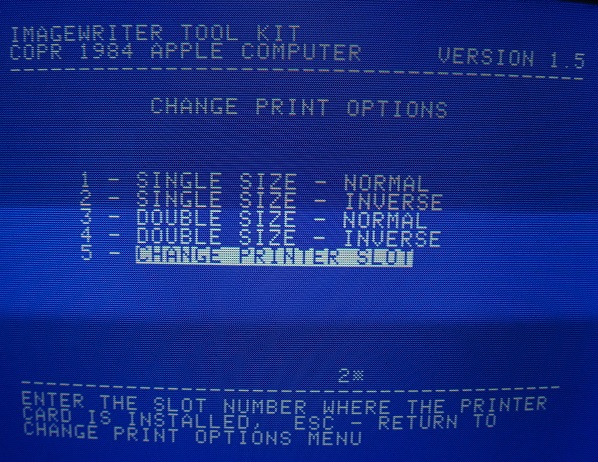 IMAGEWRITER TOOL KIT
COPR 1984 APPLE COMPUTER VERSION 1.5
CHANGE PRINT OPTIONS
1 - SINGLE SIZE - NORMAL
2 - SINGLE SIZE - INVERSE
3 - DOUBLE SIZE - NORMAL
4 - DOUBLE SIZE - INVERSE
5 - CHANGE PRINTER SLOT
2
ENTER THE SLOT NUMBER WHERE THE PRINTER
CARD IS INSTALLED, ESC - RETURN TO
CHANGE PRINT OPTIONS MENU